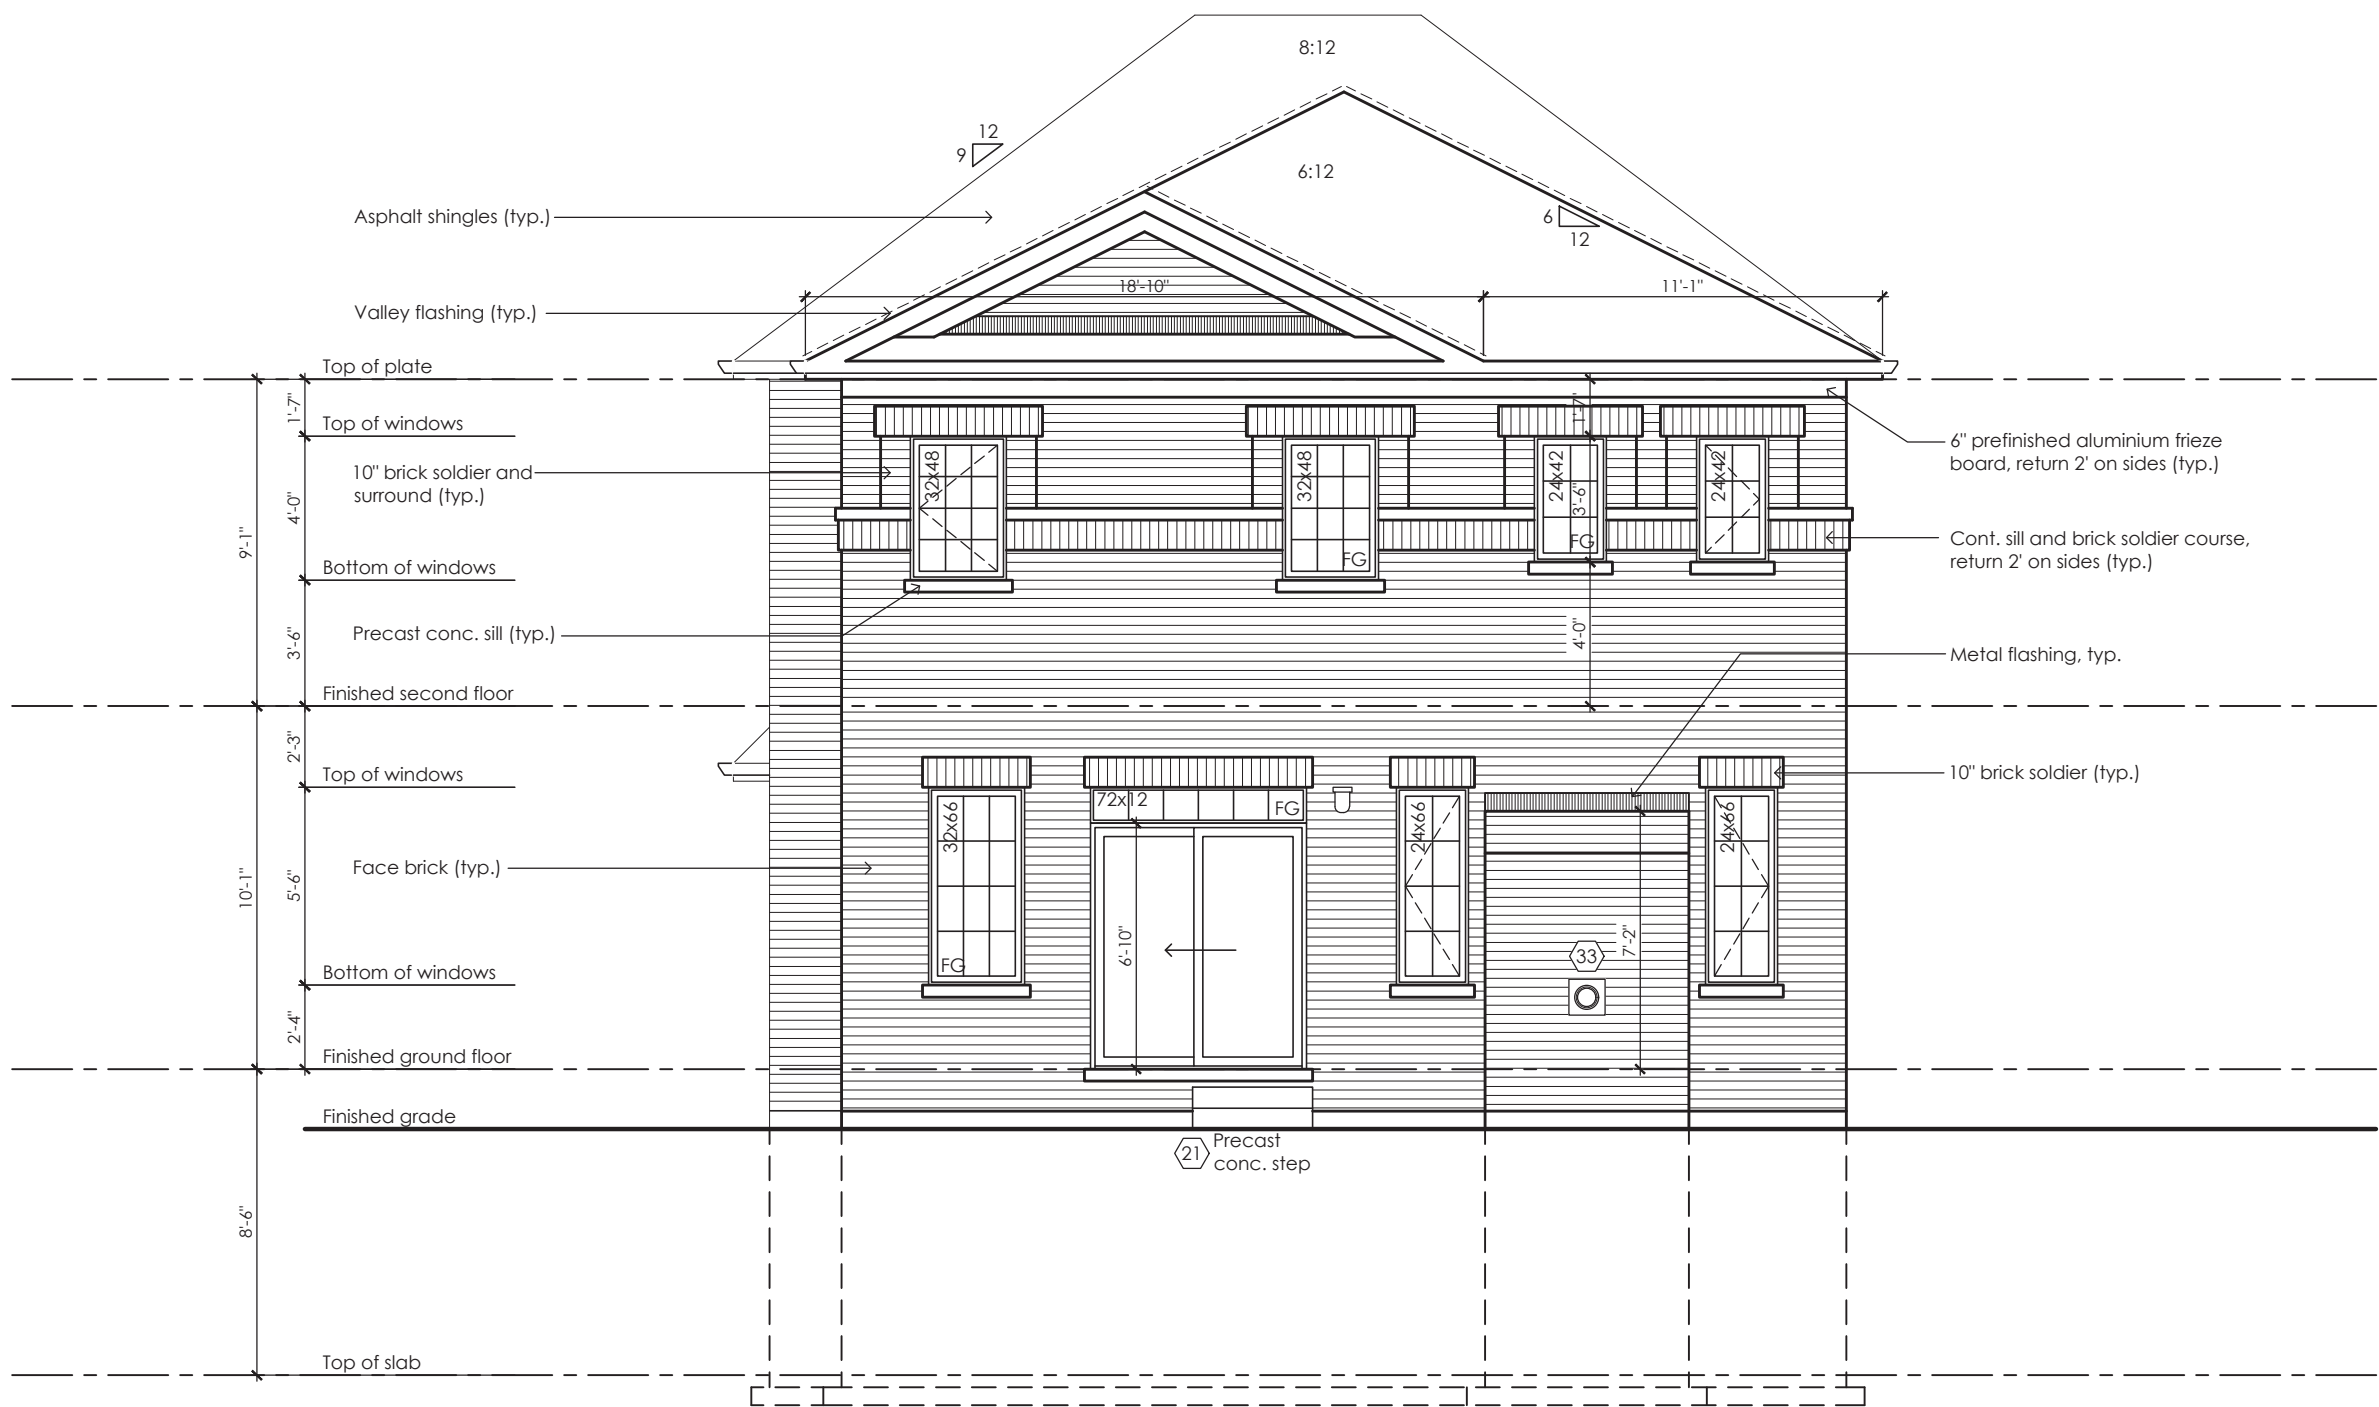 8:12
12
9
6:12
6
12
Asphalt shingles (typ.)
18'-10"
11'-1"
Valley flashing (typ.)
Top of plate
1'-7"
1'-7"
Top of windows
6" prefinished aluminium frieze
board, return 2' on sides (typ.)
10" brick soldier and
surround (typ.)
32x48
32x48
24x42
24x42
4'-0"
3'-6"
9'-1"
FG
FG
Cont. sill and brick soldier course,
return 2' on sides (typ.)
Bottom of windows
Precast conc. sill (typ.)
3'-6"
4'-0"
Metal flashing, typ.
Finished second floor
2'-3"
Top of windows
10" brick soldier (typ.)
72x12
FG
32x66
24x66
24x66
Face brick (typ.)
10'-1"
5'-6"
6'-10"
7'-2"
33
FG
Bottom of windows
2'-4"
Finished ground floor
Finished grade
21
Precast
conc. step
8'-6"
Top of slab